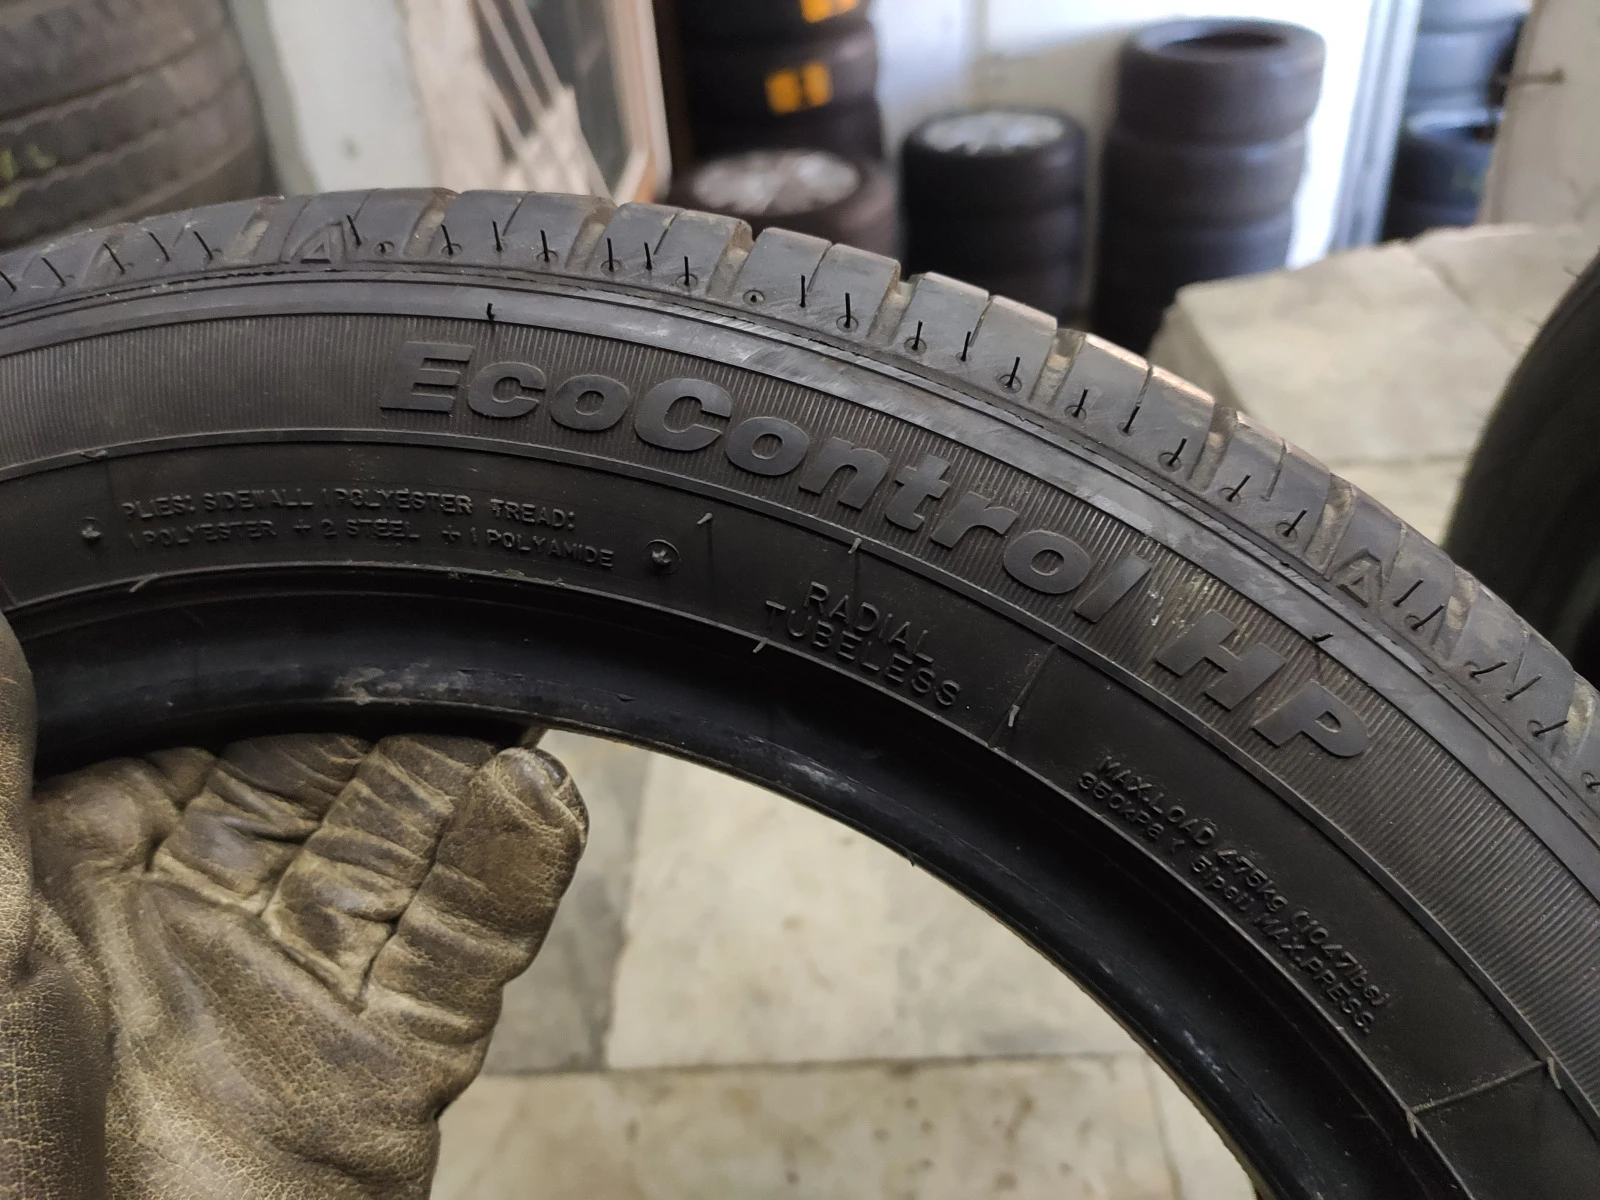 EcoControl HP
PLIES: SIDEWALL 1 POLYESTER TREAD:
1 POLYESTER + 2 STEEL + 1 POLYAMIDE
RADIAL
TUBELESS
MAX.LOAD 475kg (1047lbs)
350KPa (51psi) MAX.PRESS.